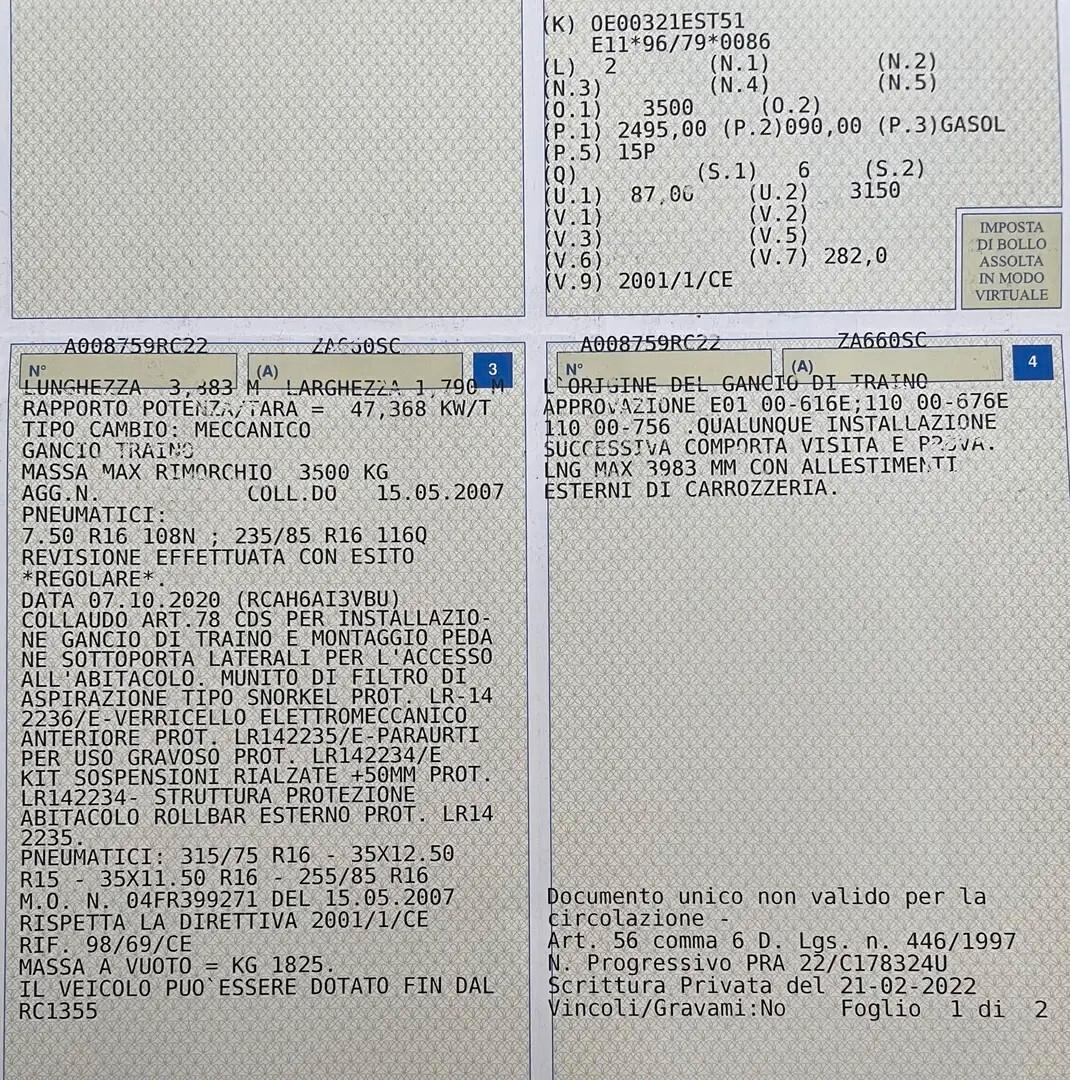 (K) OE00321EST51
E11*96/79*0086
(L) 2 (N.1) (N.2)
(N.3) (N.4) (N.5)
(O.1) 3500 (O.2)
(P.1) 2495,00 (P.2)090,00 (P.3)GASOL
(P.5) 15P
(Q) (S.1) 6 (S.2)
(U.1) 87,00 (U.2) 3150
(V.1) (V.2)
(V.3) (V.5)
(V.6) (V.7) 282,0
(V.9) 2001/1/CE
IMPOSTA
DI BOLLO
ASSOLTA
IN MODO
VIRTUALE
A008759RC22 ZA660SC
N° (A) 3
LUNGHEZZA 3,883 M LARGHEZZA 1,790 M
RAPPORTO POTENZA/TARA = 47,368 KW/T
TIPO CAMBIO: MECCANICO
GANCIO TRAINO
MASSA MAX RIMORCHIO 3500 KG
AGG.N. COLL.DO 15.05.2007
PNEUMATICI:
7.50 R16 108N ; 235/85 R16 116Q
REVISIONE EFFETTUATA CON ESITO
*REGOLARE*.
DATA 07.10.2020 (RCAH6AI3VBU)
COLLAUDO ART.78 CDS PER INSTALLAZIO-
NE GANCIO DI TRAINO E MONTAGGIO PEDA
NE SOTTOPORTA LATERALI PER L'ACCESSO
ALL'ABITACOLO. MUNITO DI FILTRO DI
ASPIRAZIONE TIPO SNORKEL PROT. LR-14
2236/E-VERRICELLO ELETTROMECCANICO
ANTERIORE PROT. LR142235/E-PARAURTI
PER USO GRAVOSO PROT. LR142234/E
KIT SOSPENSIONI RIALZATE +50MM PROT.
LR142234- STRUTTURA PROTEZIONE
ABITACOLO ROLLBAR ESTERNO PROT. LR14
2235.
PNEUMATICI: 315/75 R16 - 35X12.50
R15 - 35X11.50 R16 - 255/85 R16
M.O. N. 04FR399271 DEL 15.05.2007
RISPETTA LA DIRETTIVA 2001/1/CE
RIF. 98/69/CE
MASSA A VUOTO = KG 1825.
IL VEICOLO PUO`ESSERE DOTATO FIN DAL
RC1355
A008759RC22 ZA660SC
N° (A) 4
L`ORIGINE DEL GANCIO DI TRAINO
APPROVAZIONE E01 00-616E;110 00-676E
110 00-756 .QUALUNQUE INSTALLAZIONE
SUCCESSIVA COMPORTA VISITA E PROVA.
LNG MAX 3983 MM CON ALLESTIMENTI
ESTERNI DI CARROZZERIA.
Documento unico non valido per la
circolazione -
Art. 56 comma 6 D. Lgs. n. 446/1997
N. Progressivo PRA 22/C178324U
Scrittura Privata del 21-02-2022
Vincoli/Gravami:No Foglio 1 di 2